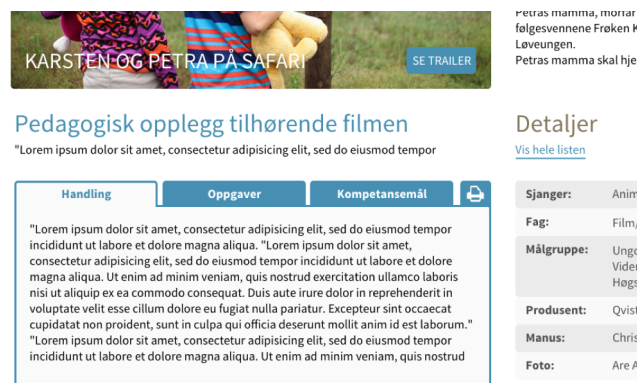 KARSTEN OG PETRA PÅ SAFARI
SE TRAILER
Pedagogisk opplegg tilhørende filmen
"Lorem ipsum dolor sit amet, consectetur adipisicing elit, sed do eiusmod tempor
Handling
Oppgaver
Kompetansemål
"Lorem ipsum dolor sit amet, consectetur adipisicing elit, sed do eiusmod tempor
incididunt ut labore et dolore magna aliqua. "Lorem ipsum dolor sit amet,
consectetur adipisicing elit, sed do eiusmod tempor incididunt ut labore et dolore
magna aliqua. Ut enim ad minim veniam, quis nostrud exercitation ullamco laboris
nisi ut aliquip ex ea commodo consequat. Duis aute irure dolor in reprehenderit in
voluptate velit esse cillum dolore eu fugiat nulla pariatur. Excepteur sint occaecat
cupidatat non proident, sunt in culpa qui officia deserunt mollit anim id est laborum."
"Lorem ipsum dolor sit amet, consectetur adipisicing elit, sed do eiusmod tempor
incididunt ut labore et dolore magna aliqua. Ut enim ad minim veniam, quis nostrud
Petras mamma,
følgesvennene Frøken
Løveungen.
Petras mamma skal
Detaljer
Vis hele listen
Sjanger:
Fag: Film/
Målgruppe:
Produsent:
Manus:
Foto: Are